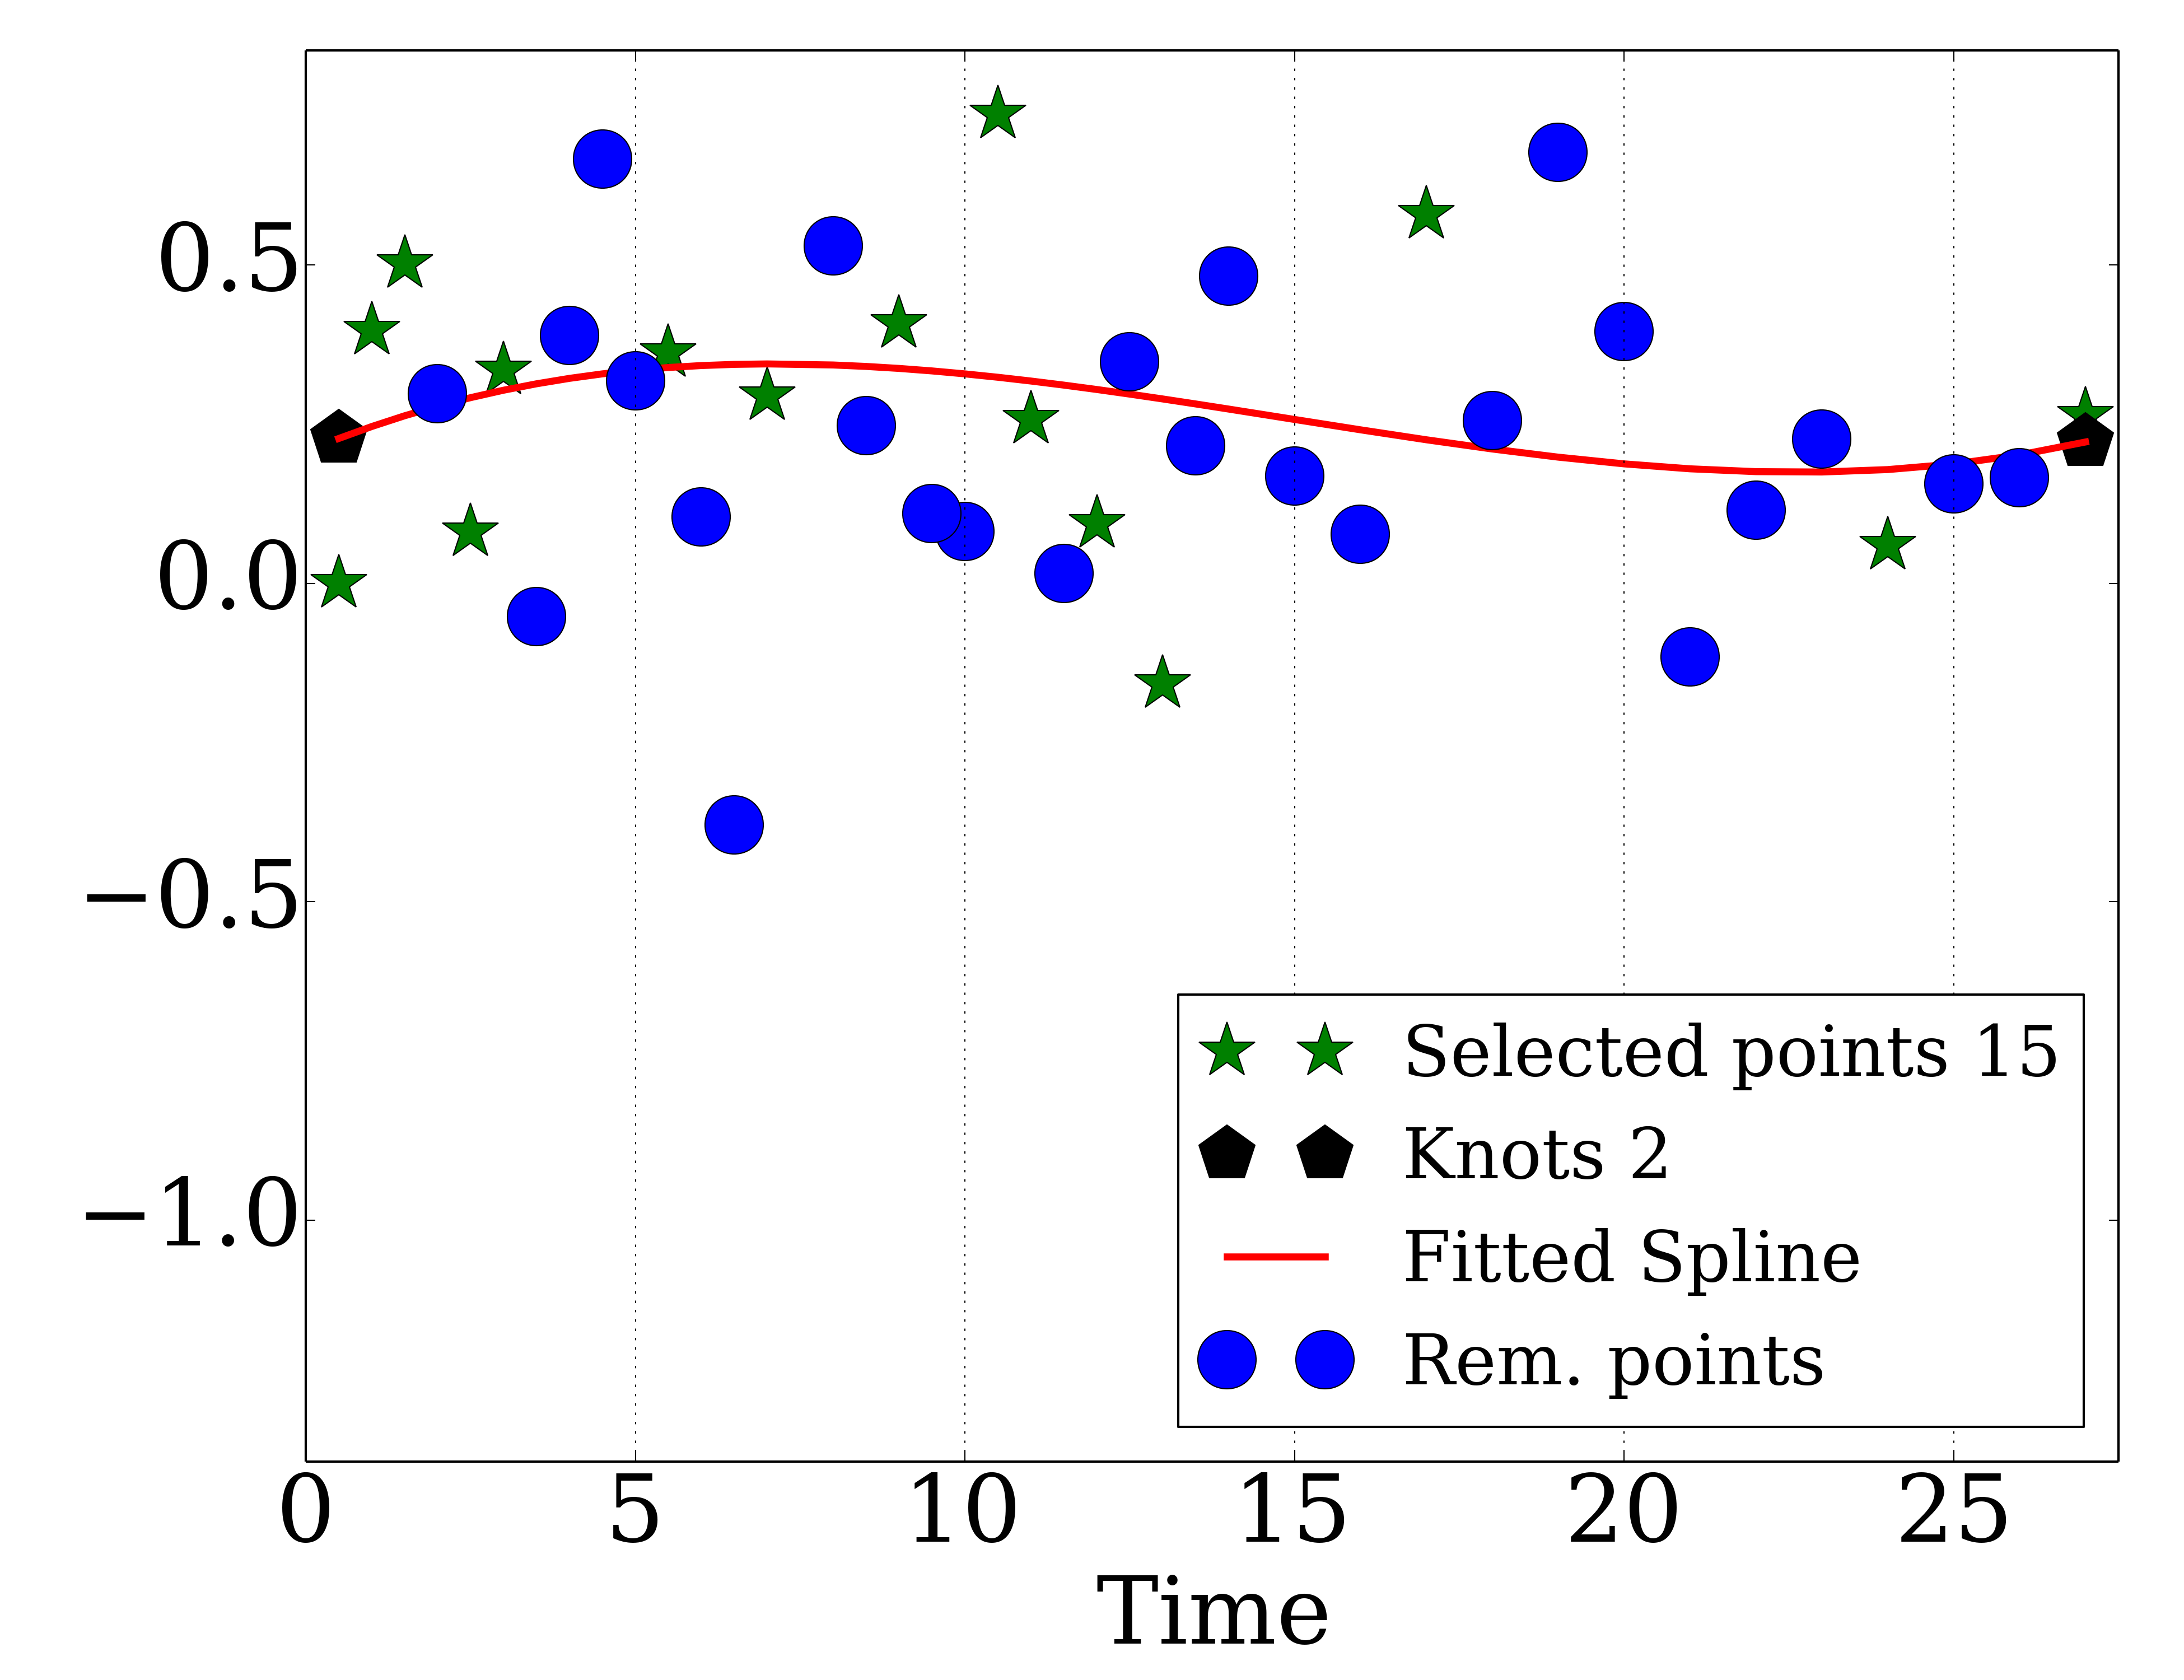 0.5
0.0
−0.5
−1.0
Selected points 15
Knots 2
Fitted Spline
Rem. points
0 5 10 15 20 25
Time